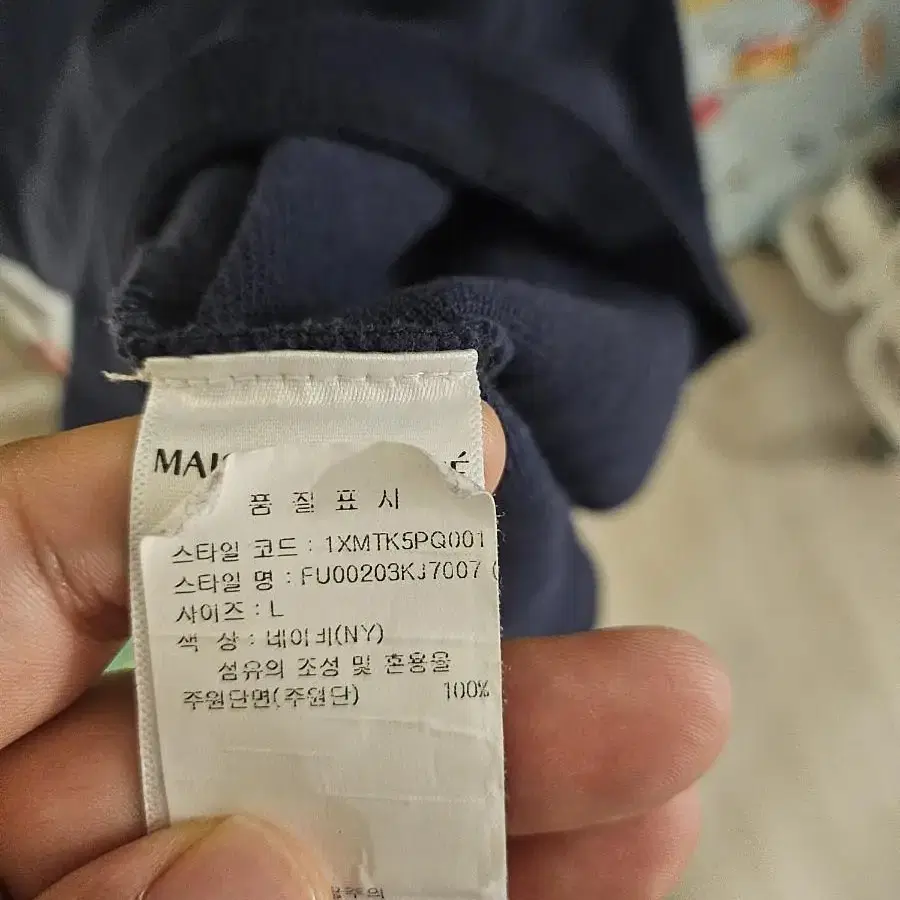 품 질 표 시
스타일 코드 : 1XMTK5PQ001
스타일 명 : FU00203KJ7007 (
사이즈 : L
색 상 : 네이비(NY)
섬유의 조성 및 혼용율
주원단면(주원단) 100%